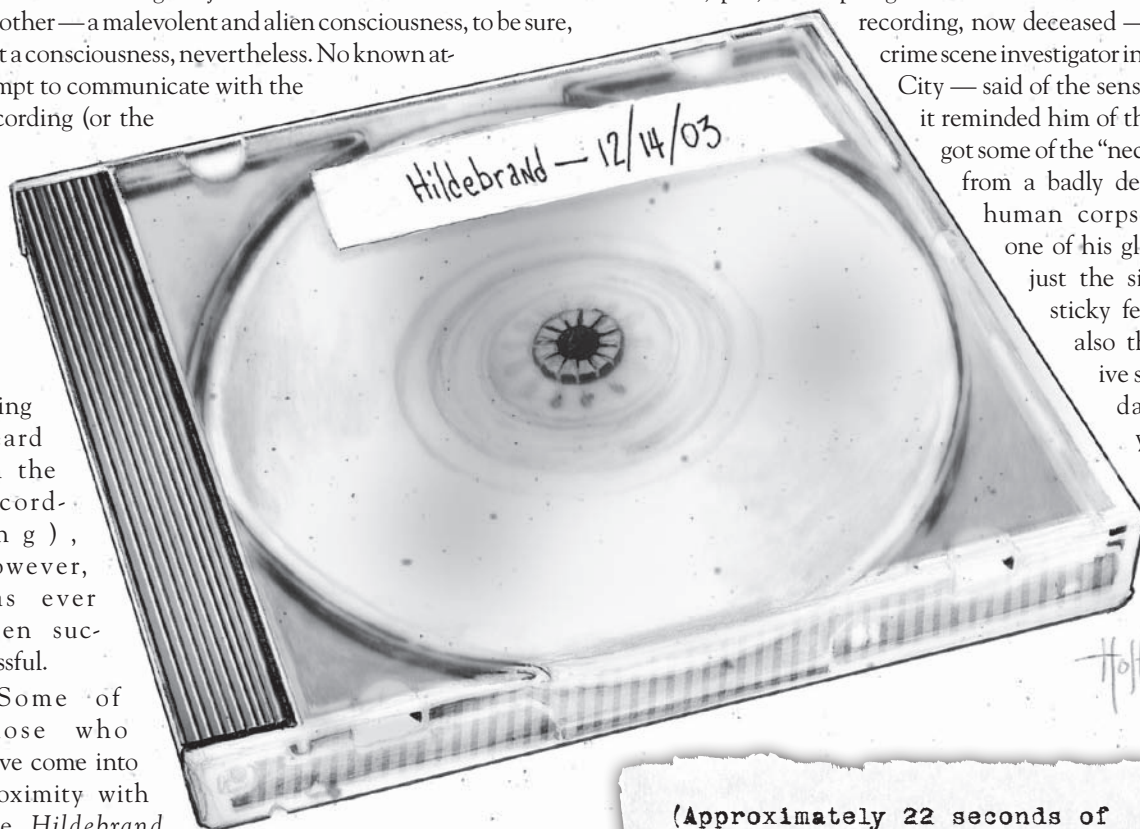 other — a malevolent and alien consciousness, to be sure,
t a consciousness, nevertheless. No known at-
mpt to communicate with the
cording (or the
ing
ard
the
cord-
n g ) ,
owever,
as ever
en suc-
ssful.
Some of
ose who
ve come into
oximity with
Hildebrand
Hildebrand — 12/14/03
recording, now deceased —
crime scene investigator in
City — said of the sens
it reminded him of th
got some of the “nec
from a badly de
human corps
one of his gl
just the si
sticky fe
also th
ive s
da
y
(Approximately 22 seconds of